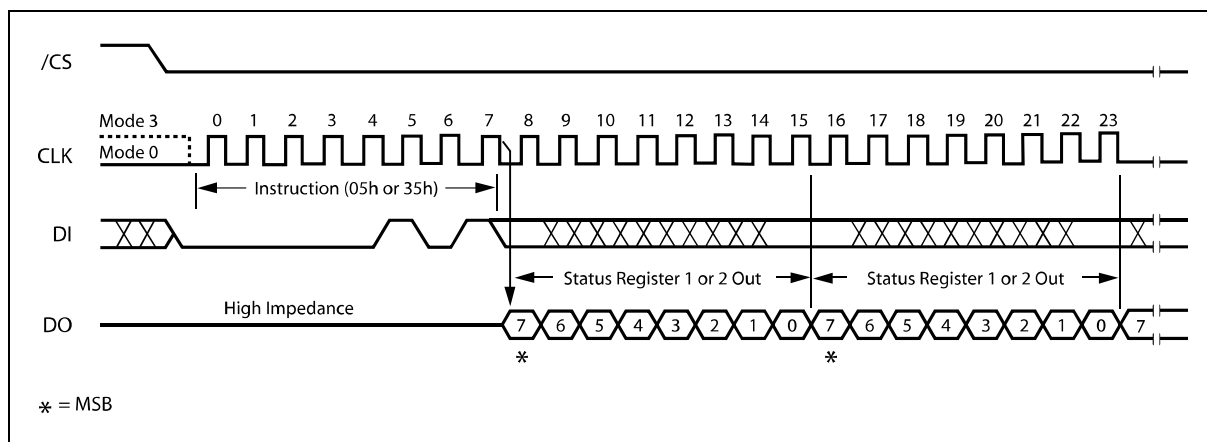 /CS
Mode 3
0 1 2 3 4 5 6 7 8 9 10 11 12 13 14 15 16 17 18 19 20 21 22 23
CLK
Mode 0
Instruction (05h or 35h)
DI
Status Register 1 or 2 Out Status Register 1 or 2 Out
High Impedance
DO
7 6 5 4 3 2 1 0 7 6 5 4 3 2 1 0 7
* *
* = MSB